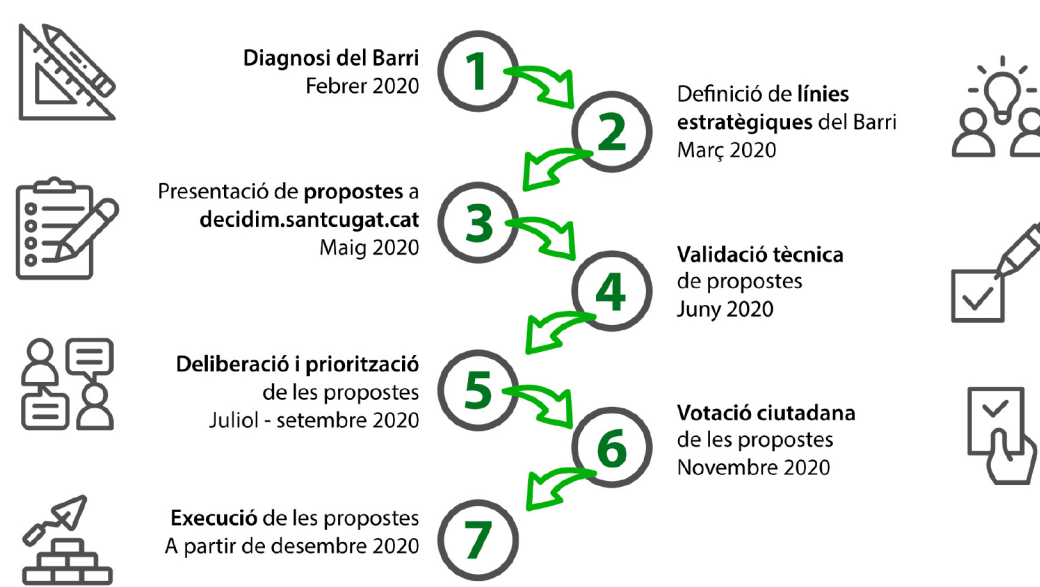 Diagnosi del Barri
Febrer 2020
1
2
Definició de línies
estratègiques del Barri
Març 2020
Presentació de propostes a
decidim.santcugat.cat
Maig 2020
3
4
Validació tècnica
de propostes
Juny 2020
Deliberació i priorització
de les propostes
Juliol - setembre 2020
5
6
Votació ciutadana
de les propostes
Novembre 2020
Execució de les propostes
A partir de desembre 2020
7